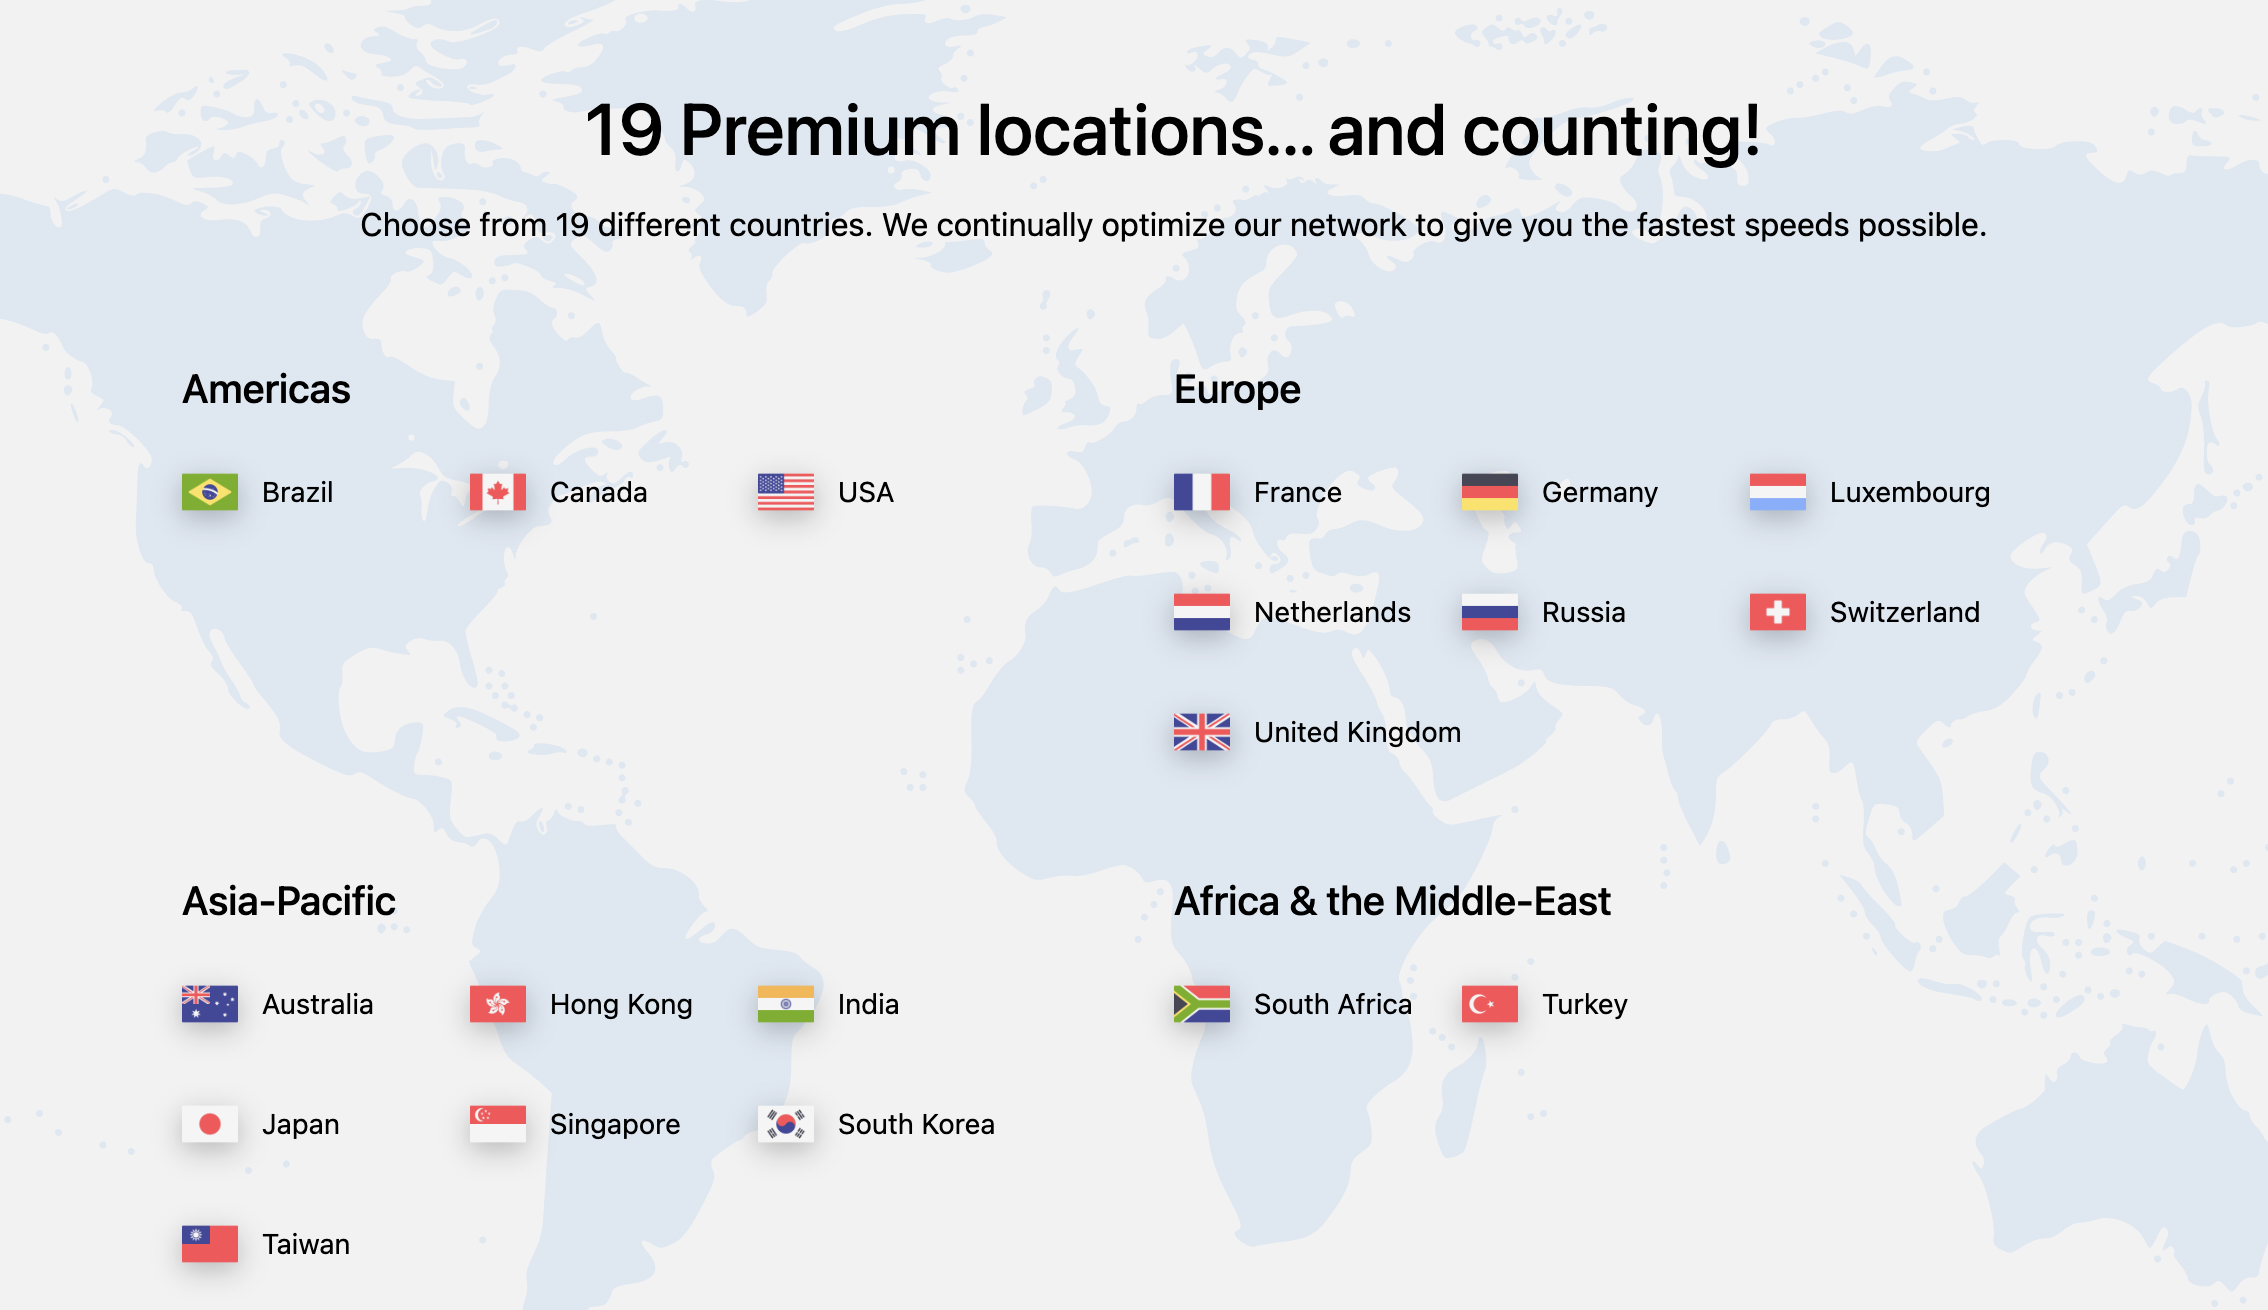 19 Premium locations... and counting!
Choose from 19 different countries. We continually optimize our network to give you the fastest speeds possible.
Americas
Brazil
Canada
USA
Europe
France
Germany
Luxembourg
Netherlands
Russia
Switzerland
United Kingdom
Asia-Pacific
Australia
Hong Kong
India
Japan
Singapore
South Korea
Taiwan
Africa & the Middle-East
South Africa
Turkey